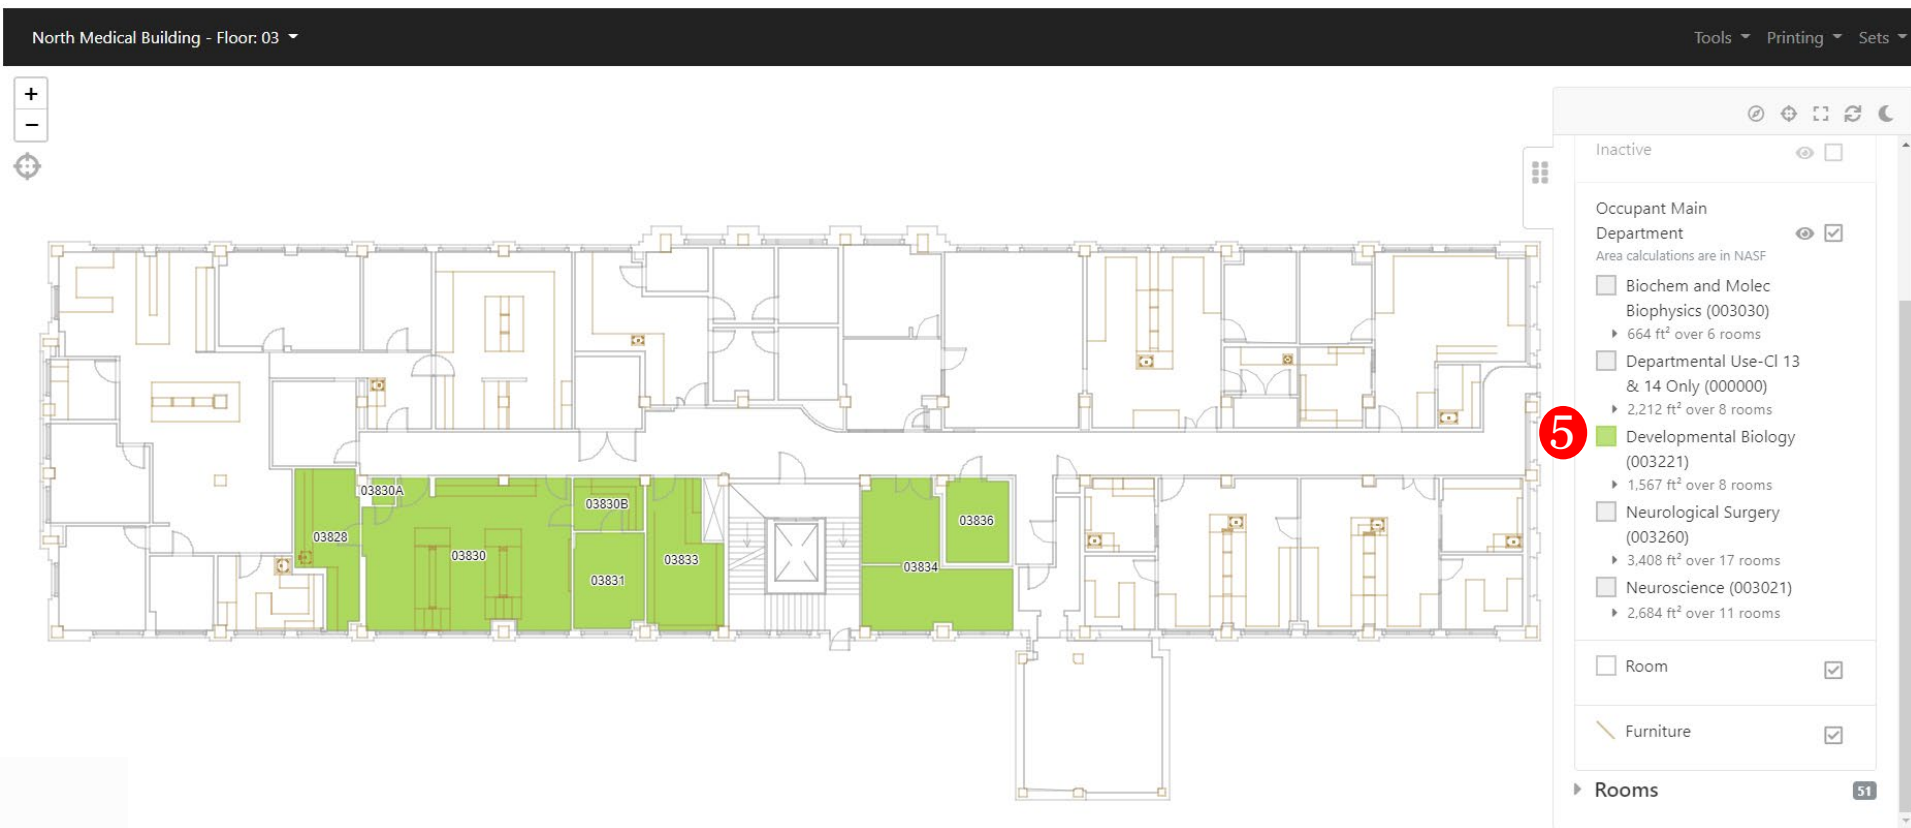 North Medical Building - Floor: 03
Tools Printing Sets
+
−
Inactive
Occupant Main
Department
Area calculations are in NASF
Biochem and Molec
Biophysics (003030)
664 ft² over 6 rooms
Departmental Use-Cl 13
& 14 Only (000000)
2,212 ft² over 8 rooms
5
Developmental Biology
(003221)
1,567 ft² over 8 rooms
Neurological Surgery
(003260)
3,408 ft² over 17 rooms
Neuroscience (003021)
2,684 ft² over 11 rooms
Room
Furniture
Rooms 51
03830A
03830B
03836
03828
03830
03833
03834
03831